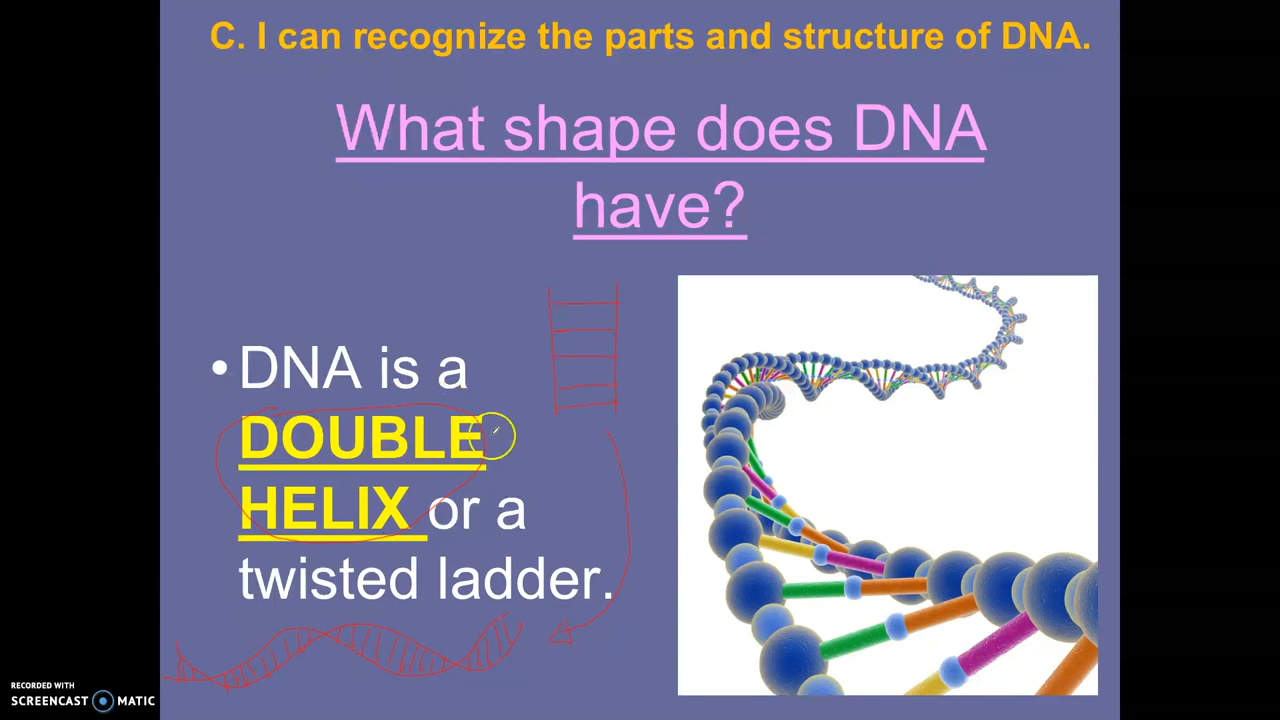 C. I can recognize the parts and structure of DNA.
What shape does DNA
have?
• DNA is a
DOUBLE
HELIX or a
twisted ladder.
RECORDED WITH
SCREENCAST MATIC